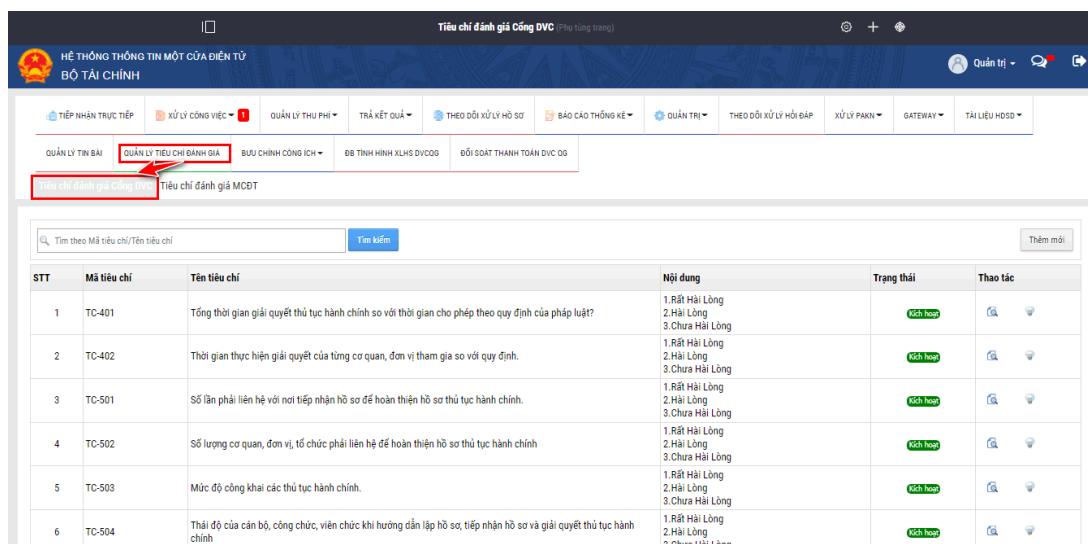 Tiêu chí đánh giá Cổng DVC (Phụ tùng trang)
HỆ THỐNG THÔNG TIN MỘT CỬA ĐIỆN TỬ
BỘ TÀI CHÍNH
Quản trị
TIẾP NHẬN TRỰC TIẾP XỬ LÝ CÔNG VIỆC 1 QUẢN LÝ THU PHÍ TRẢ KẾT QUẢ THEO DÕI XỬ LÝ HỒ SƠ BÁO CÁO THỐNG KÊ QUẢN TRỊ THEO DÕI XỬ LÝ HỎI ĐÁP XỬ LÝ PAKN GATEWAY TÀI LIỆU HDSD
QUẢN LÝ TIN BÀI QUẢN LÝ TIÊU CHÍ ĐÁNH GIÁ BƯU CHÍNH CÔNG ÍCH ĐB TÌNH HÌNH XLHS DVCQG ĐỐI SOÁT THANH TOÁN DVC QG
Tiêu chí đánh giá Cổng DVC Tiêu chí đánh giá MCĐT
Tìm theo Mã tiêu chí/Tên tiêu chí Tìm kiếm Thêm mới
STT Mã tiêu chí Tên tiêu chí Nội dung Trạng thái Thao tác
1 TC-401 Tổng thời gian giải quyết thủ tục hành chính so với thời gian cho phép theo quy định của pháp luật? 1.Rất Hài Lòng
2.Hài Lòng
3.Chưa Hài Lòng
Kích hoạt
2 TC-402 Thời gian thực hiện giải quyết của từng cơ quan, đơn vị tham gia so với quy định. 1.Rất Hài Lòng
2.Hài Lòng
3.Chưa Hài Lòng
Kích hoạt
3 TC-501 Số lần phải liên hệ với nơi tiếp nhận hồ sơ để hoàn thiện hồ sơ thủ tục hành chính. 1.Rất Hài Lòng
2.Hài Lòng
3.Chưa Hài Lòng
Kích hoạt
4 TC-502 Số lượng cơ quan, đơn vị, tổ chức phải liên hệ để hoàn thiện hồ sơ thủ tục hành chính 1.Rất Hài Lòng
2.Hài Lòng
3.Chưa Hài Lòng
Kích hoạt
5 TC-503 Mức độ công khai các thủ tục hành chính. 1.Rất Hài Lòng
2.Hài Lòng
3.Chưa Hài Lòng
Kích hoạt
6 TC-504 Thái độ của cán bộ, công chức, viên chức khi hướng dẫn lập hồ sơ, tiếp nhận hồ sơ và giải quyết thủ tục hành
chính
1.Rất Hài Lòng
2.Hài Lòng
3.Chưa Hài Lòng
Kích hoạt